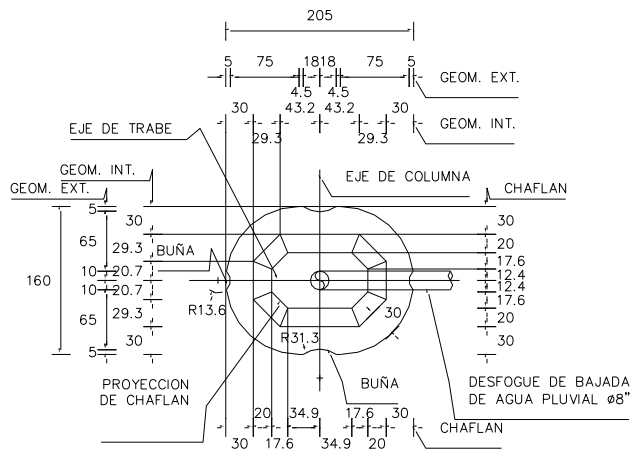 205
5 75 18 18 75 5
GEOM. EXT.
4.5 4.5
30 43.2 43.2 30
GEOM. INT.
EJE DE TRABE
29.3 29.3
GEOM. INT.
EJE DE COLUMNA
GEOM. EXT.
CHAFLAN
5
30
30
65
29.3
BUÑA
20
17.6
10
20.7
12.4
160
10
20.7
12.4
17.6
R13.6
30
65
29.3
20
R31.3
30
30
5
PROYECCION
DE CHAFLAN
BUÑA
DESFOGUE DE BAJADA
DE AGUA PLUVIAL ø8"
20 34.9 17.6 30
CHAFLAN
30 17.6 34.9 20